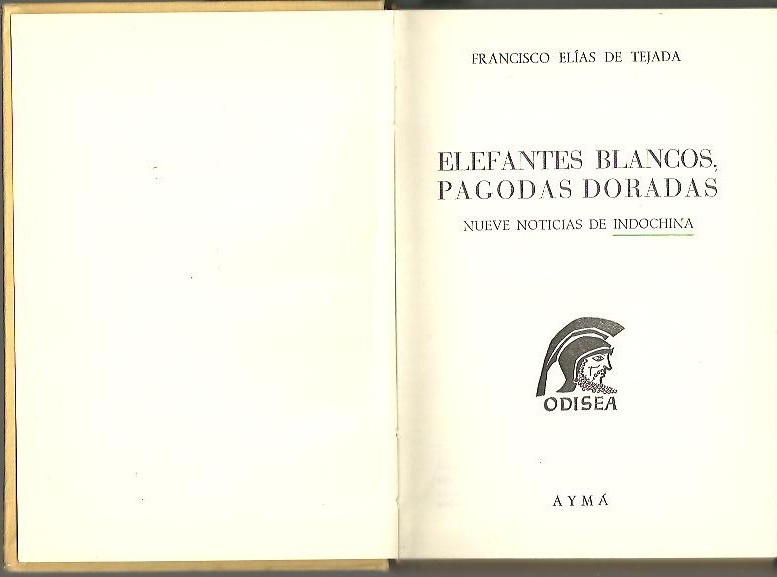 FRANCISCO ELÍAS DE TEJADA
ELEFANTES BLANCOS,
PAGODAS DORADAS
NUEVE NOTICIAS DE INDOCHINA
ODISEA
AYMÁ